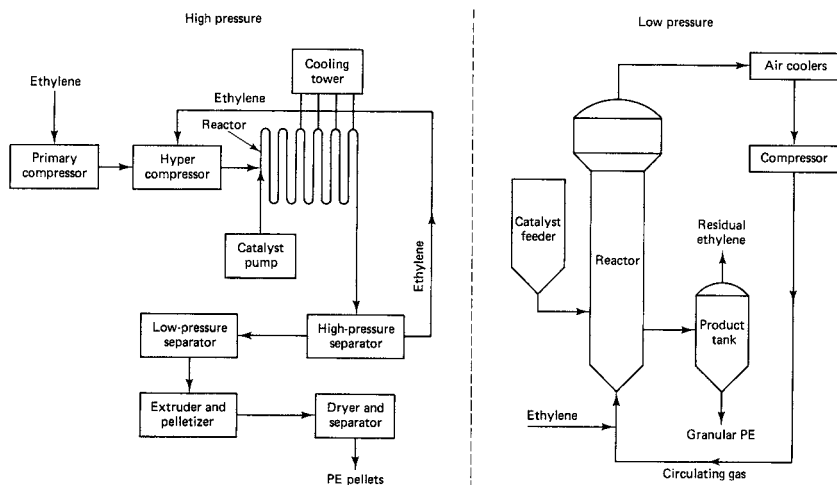 High pressure
Ethylene
Cooling
tower
Ethylene
Reactor
Primary
compressor
Hyper
compressor
Catalyst
pump
Ethylene
Low-pressure
separator
High-pressure
separator
Extruder and
pelletizer
Dryer and
separator
PE pellets
Low pressure
Air coolers
Compressor
Catalyst
feeder
Reactor
Residual
ethylene
Product
tank
Ethylene
Granular PE
Circulating gas